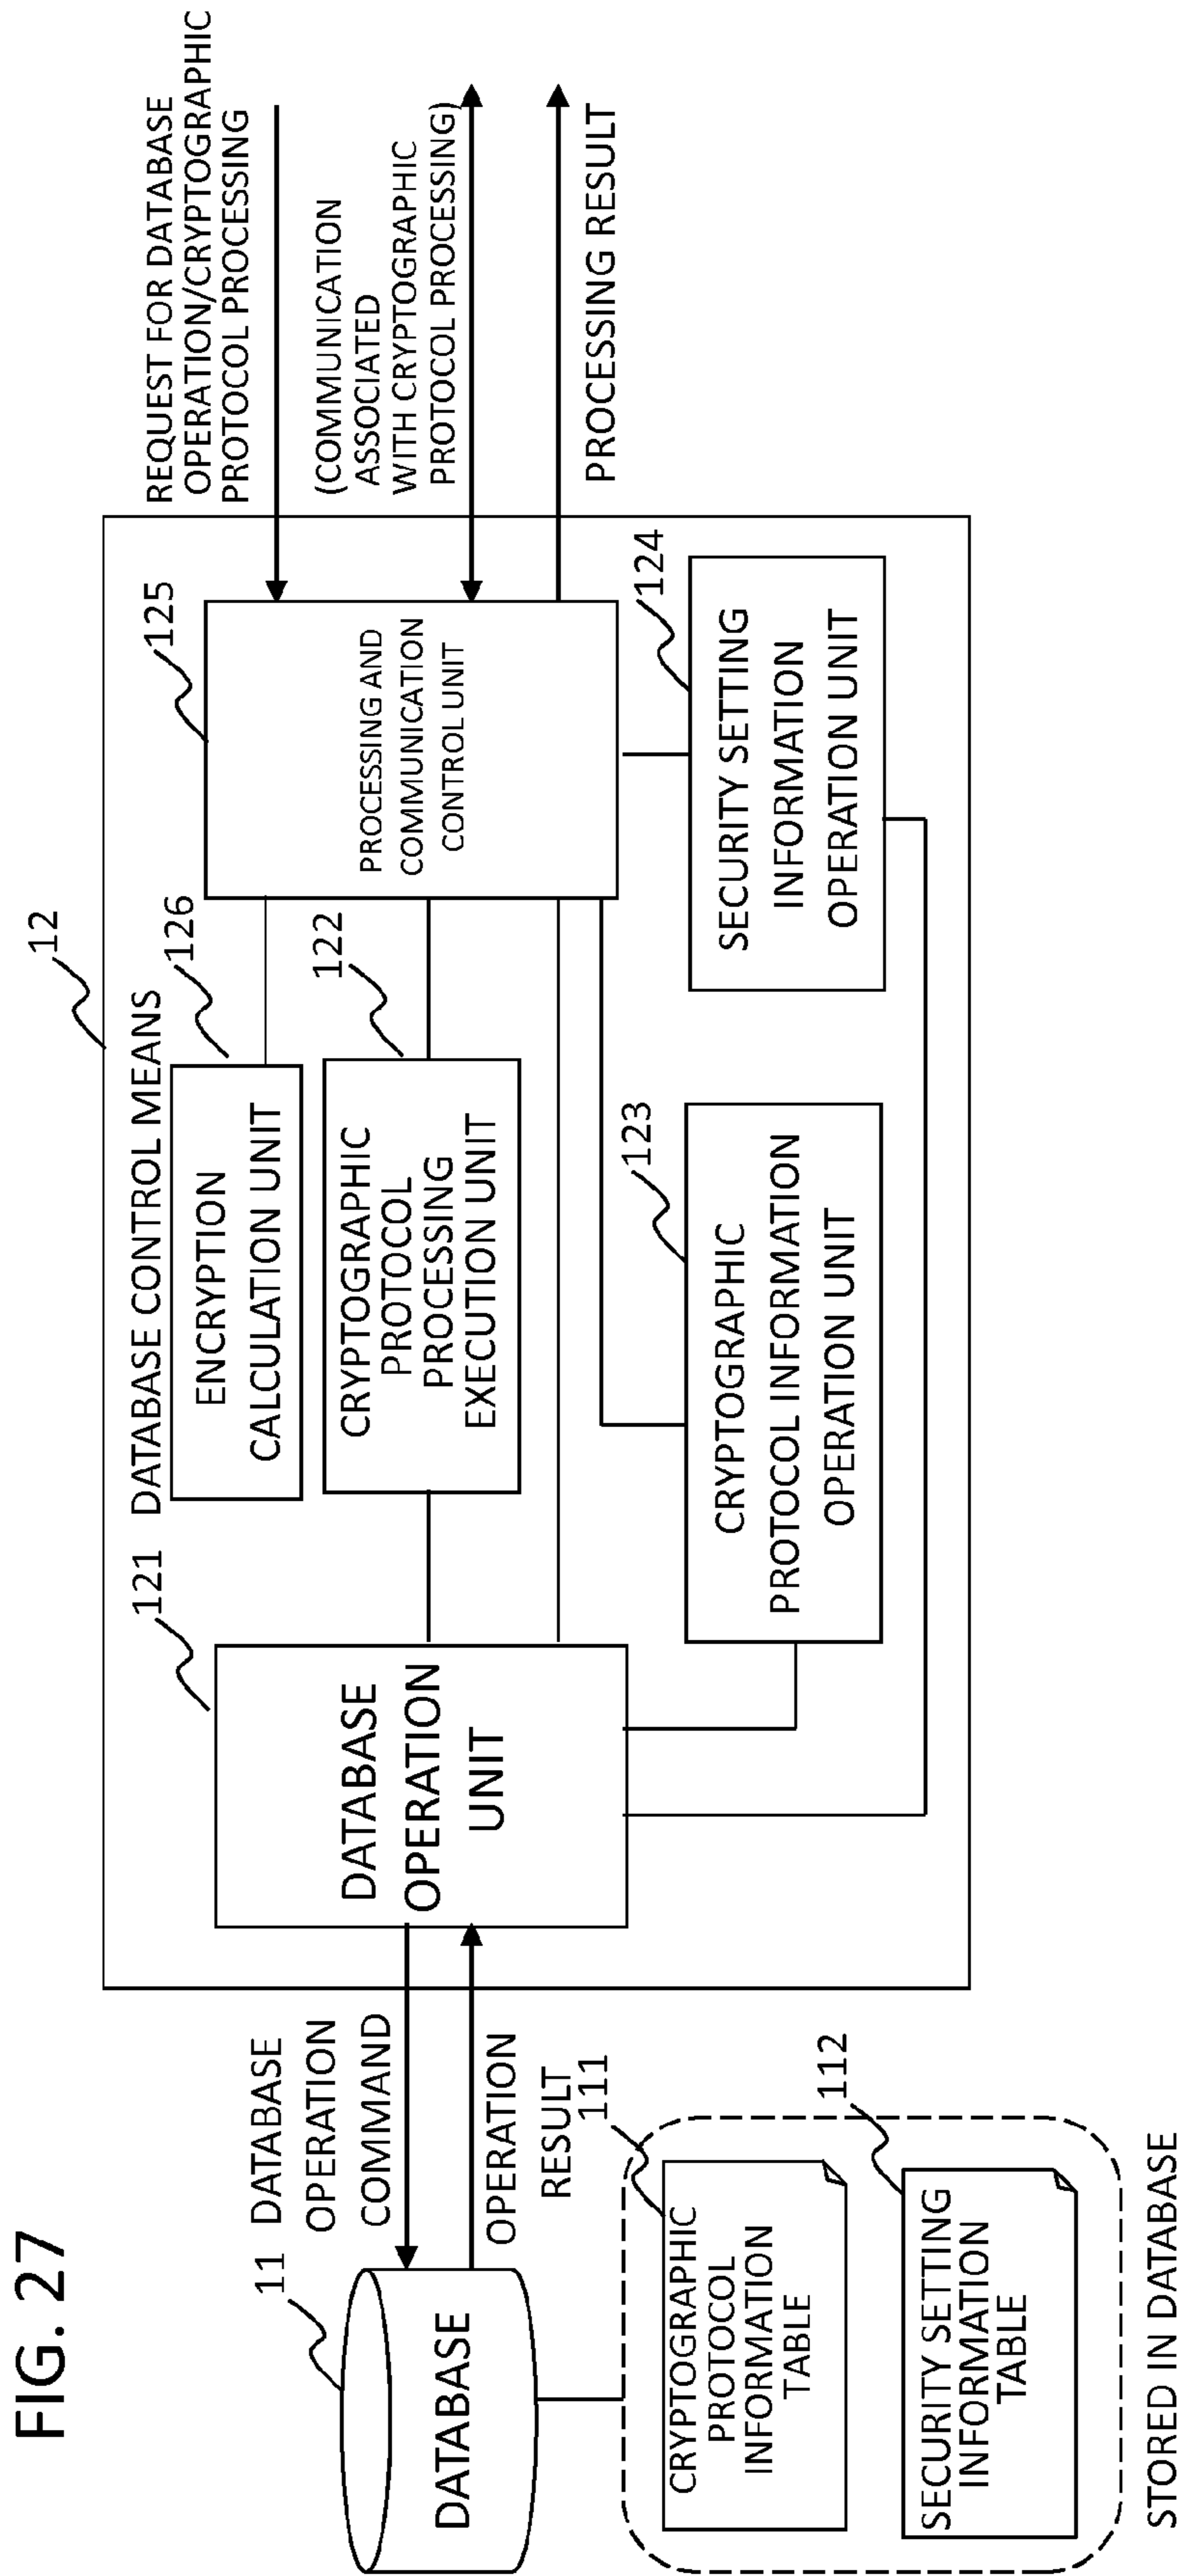 FIG. 27
11
DATABASE
DATABASE
OPERATION
COMMAND
OPERATION
RESULT
111
CRYPTOGRAPHIC
PROTOCOL
INFORMATION
TABLE
112
SECURITY SETTING
INFORMATION
TABLE
STORED IN DATABASE
12
DATABASE CONTROL MEANS
121
DATABASE
OPERATION
UNIT
126
ENCRYPTION
CALCULATION UNIT
122
CRYPTOGRAPHIC
PROTOCOL
PROCESSING
EXECUTION UNIT
123
CRYPTOGRAPHIC
PROTOCOL INFORMATION
OPERATION UNIT
125
PROCESSING AND
COMMUNICATION
CONTROL UNIT
124
SECURITY SETTING
INFORMATION
OPERATION UNIT
REQUEST FOR DATABASE
OPERATION/CRYPTOGRAPHIC
PROTOCOL PROCESSING
(COMMUNICATION
ASSOCIATED
WITH CRYPTOGRAPHIC
PROTOCOL PROCESSING)
PROCESSING RESULT